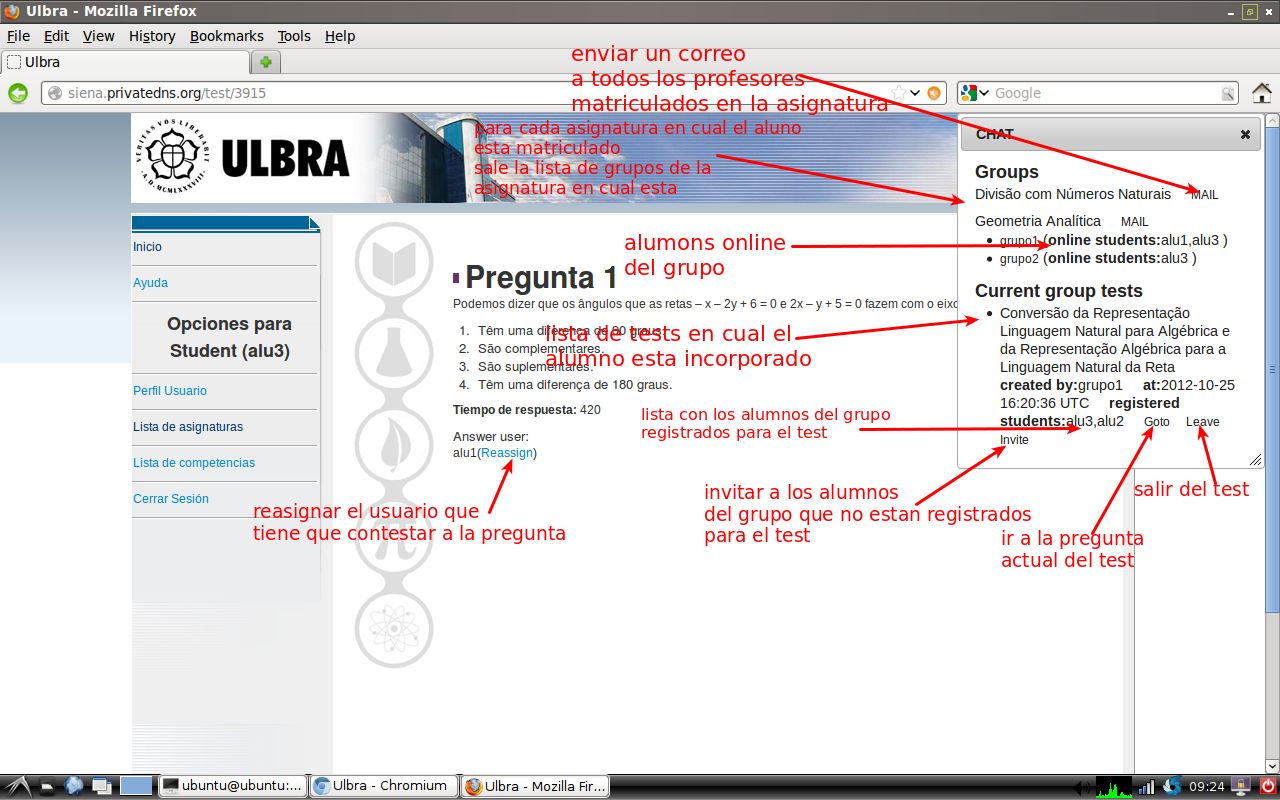 Ulbra - Mozilla Firefox
File Edit View History Bookmarks Tools Help
Ulbra
siena.privatedns.org/test/3915
Google
enviar un correo
a todos los profesores
matriculados en la asignatura
VERITAS VOS LIBERABIT
A.D. MCMLXXXVIII
ULBRA
para cada asignatura en cual el aluno
esta matriculado
sale la lista de grupos de la
asignatura en cual esta
CHAT
Groups
Divisão com Números Naturais MAIL
Geometria Analítica MAIL
grupo1 (online students:alu1,alu3 )
grupo2 (online students:alu3 )
alumons online
del grupo
Current group tests
Conversão da Representação
Linguagem Natural para Algébrica e
da Representação Algébrica para a
Linguagem Natural da Reta
created by:grupo1 at:2012-10-25
16:20:36 UTC registered
students:alu3,alu2 Goto Leave
Invite
Inicio
Ayuda
Opciones para
Student (alu3)
Perfil Usuario
Lista de asignaturas
Lista de competencias
Cerrar Sesión
Pregunta 1
Podemos dizer que os ângulos que as retas – x – 2y + 6 = 0 e 2x – y + 5 = 0 fazem com o eixo
1. Têm uma diferença de 90 graus.
2. São complementares.
3. São suplementares.
4. Têm uma diferença de 180 graus.
lista de tests en cual el
alumno esta incorporado
Tiempo de respuesta: 420
Answer user:
alu1(Reassign)
lista con los alumnos del grupo
registrados para el test
reasignar el usuario que
tiene que contestar a la pregunta
invitar a los alumnos
del grupo que no estan registrados
para el test
salir del test
ir a la pregunta
actual del test
π
ubuntu@ubuntu:...
Ulbra - Chromium
Ulbra - Mozilla Fir...
09:24